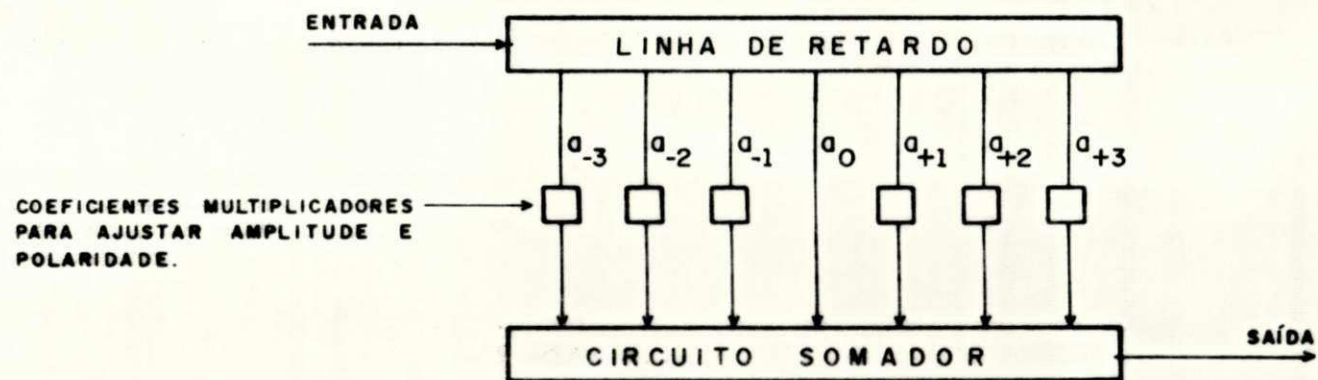 ENTRADA
LINHA DE RETARDO
a-3 a-2 a-1 a0 a+1 a+2 a+3
COEFICIENTES MULTIPLICADORES
PARA AJUSTAR AMPLITUDE E
POLARIDADE.
CIRCUITO SOMADOR
SAÍDA